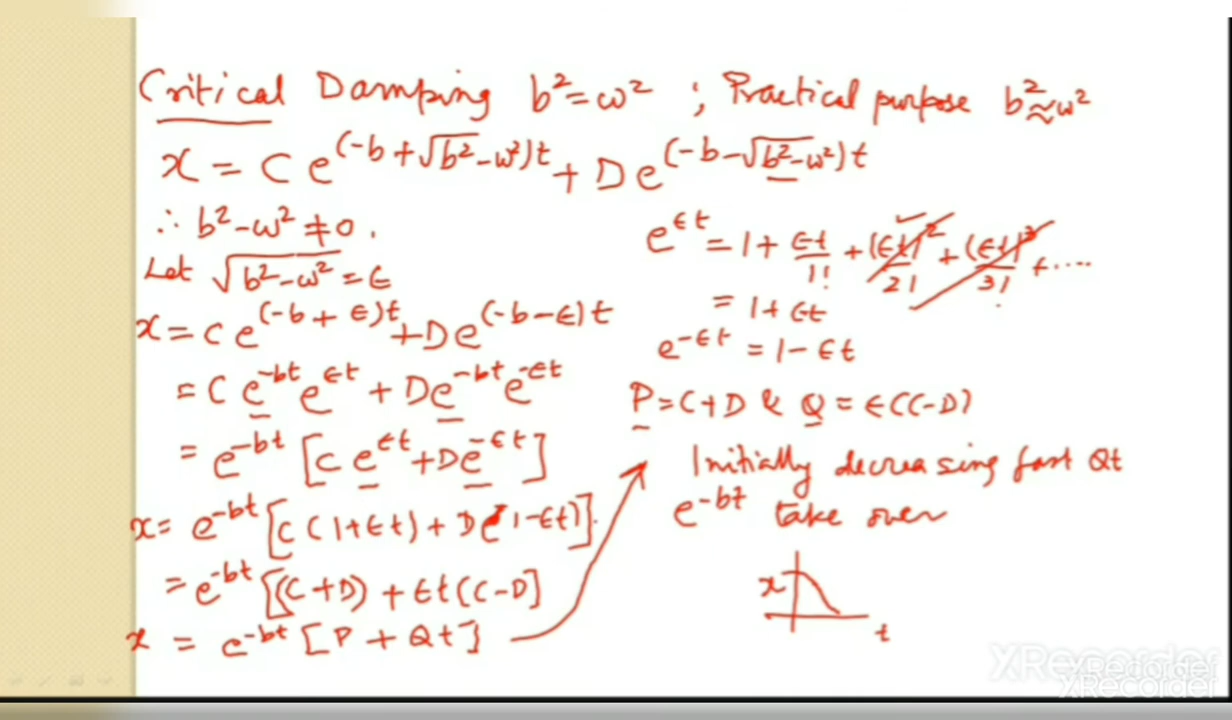 Critical Damping b² = ω² ; Practical purpose b² ≈ ω²
x = C e^(-b + √b² - ω²)t + D e^(-b - √b² - ω²)t
∴ b² - ω² ≠ 0.
Let √b² - ω² = ϵ
x = C e^(-b + ϵ)t + D e^(-b - ϵ)t
= C e^-bt e^ϵt + D e^-bt e^-ϵt
= e^-bt [C e^ϵt + D e^-ϵt]
x = e^-bt [C (1 + ϵt) + D (1 - ϵt)].
= e^-bt [(C + D) + ϵt (C - D]
x = e^-bt [P + Qt]
e^ϵt = 1 + ϵt/1! + (ϵt)²/2! + (ϵt)³/3! + ....
= 1 + ϵt
e^-ϵt = 1 - ϵt
P = C + D & Q = ϵ(C-D)
Initially decreasing fast Qt
e^-bt take over
x
t
XRecorder
XRecorder